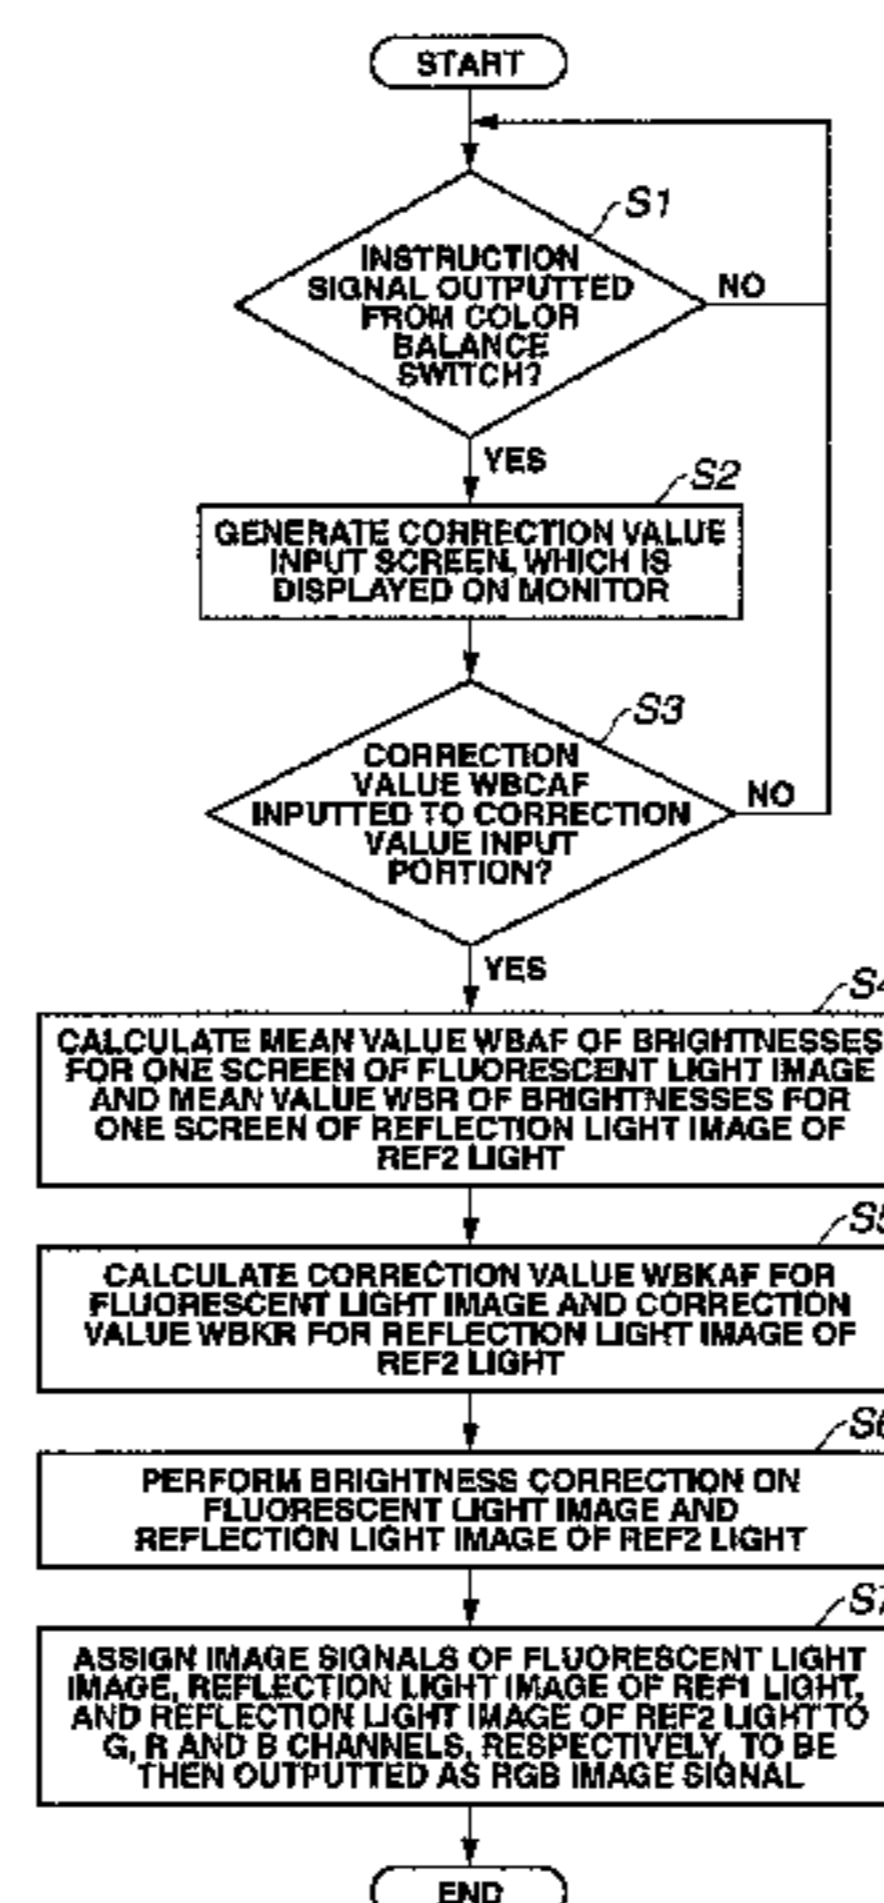 START
S1
INSTRUCTION
SIGNAL OUTPUTTED
FROM COLOR
BALANCE
SWITCH?
NO
YES
S2
GENERATE CORRECTION VALUE
INPUT SCREEN, WHICH IS
DISPLAYED ON MONITOR
S3
CORRECTION
VALUE WBCAF
INPUTTED TO CORRECTION
VALUE INPUT
PORTION?
NO
YES
S4
CALCULATE MEAN VALUE WBAF OF BRIGHTNESSES
FOR ONE SCREEN OF FLUORESCENT LIGHT IMAGE
AND MEAN VALUE WBR OF BRIGHTNESSES FOR
ONE SCREEN OF REFLECTION LIGHT IMAGE OF
REF2 LIGHT
S5
CALCULATE CORRECTION VALUE WBKAF FOR
FLUORESCENT LIGHT IMAGE AND CORRECTION
VALUE WBKR FOR REFLECTION LIGHT IMAGE OF
REF2 LIGHT
S6
PERFORM BRIGHTNESS CORRECTION ON
FLUORESCENT LIGHT IMAGE AND
REFLECTION LIGHT IMAGE OF REF2 LIGHT
S7
ASSIGN IMAGE SIGNALS OF FLUORESCENT LIGHT
IMAGE, REFLECTION LIGHT IMAGE OF REF1 LIGHT,
AND REFLECTION LIGHT IMAGE OF REF2 LIGHT TO
G, R AND B CHANNELS, RESPECTIVELY, TO BE
THEN OUTPUTTED AS RGB IMAGE SIGNAL
END